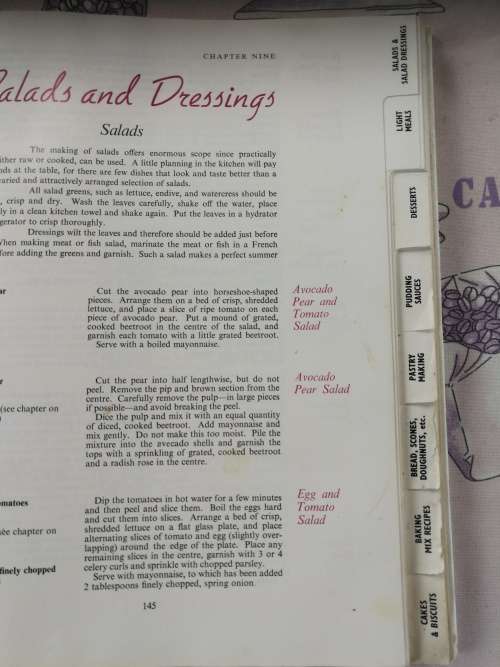 CHAPTER NINE
alads and Dressings
Salads
The making of salads offers enormous scope since practically
ither raw or cooked, can be used. A little planning in the kitchen will pay
nds at the table, for there are few dishes that look and taste better than a
aried and attractively arranged selection of salads.
All salad greens, such as lettuce, endive, and watercress should be
, crisp and dry. Wash the leaves carefully, shake off the water, place
ly in a clean kitchen towel and shake again. Put the leaves in a hydrator
gerator to crisp thoroughly.
Dressings wilt the leaves and therefore should be added just before
When making meat or fish salad, marinate the meat or fish in a French
fore adding the greens and garnish. Such a salad makes a perfect summer
ar
Cut the avocado pear into horseshoe-shaped
pieces. Arrange them on a bed of crisp, shredded
lettuce, and place a slice of ripe tomato on each
piece of avocado pear. Put a mound of grated,
cooked beetroot in the centre of the salad, and
garnish each tomato with a little grated beetroot.
Serve with a boiled mayonnaise.
Avocado
Pear and
Tomato
Salad
r
(see chapter on
Cut the pear into half lengthwise, but do not
peel. Remove the pip and brown section from the
centre. Carefully remove the pulp—in large pieces
if possible—and avoid breaking the peel.
Dice the pulp and mix it with an equal quantity
of diced, cooked beetroot. Add mayonnaise and
mix gently. Do not make this too moist. Pile the
mixture into the avocado shells and garnish the
tops with a sprinkling of grated, cooked beetroot
and a radish rose in the centre.
Avocado
Pear Salad
omatoes
see chapter on
finely chopped
Dip the tomatoes in hot water for a few minutes
and then peel and slice them. Boil the eggs hard
and cut them into slices. Arrange a bed of crisp,
shredded lettuce on a flat glass plate, and place
alternating slices of tomato and egg (slightly over-
lapping) around the edge of the plate. Place any
remaining slices in the centre, garnish with 3 or 4
celery curls and sprinkle with chopped parsley.
Serve with mayonnaise, to which has been added
2 tablespoons finely chopped, spring onion
Egg and
Tomato
Salad
145
SALADS &
SALAD DRESSINGS
LIGHT
MEALS
DESSERTS
PUDDING
SAUCES
PASTRY
MAKING
BREAD, SCONES,
DOUGHNUTS, etc.
BAKING
MIX RECIPES
CAKES
& BISCUITS
CA